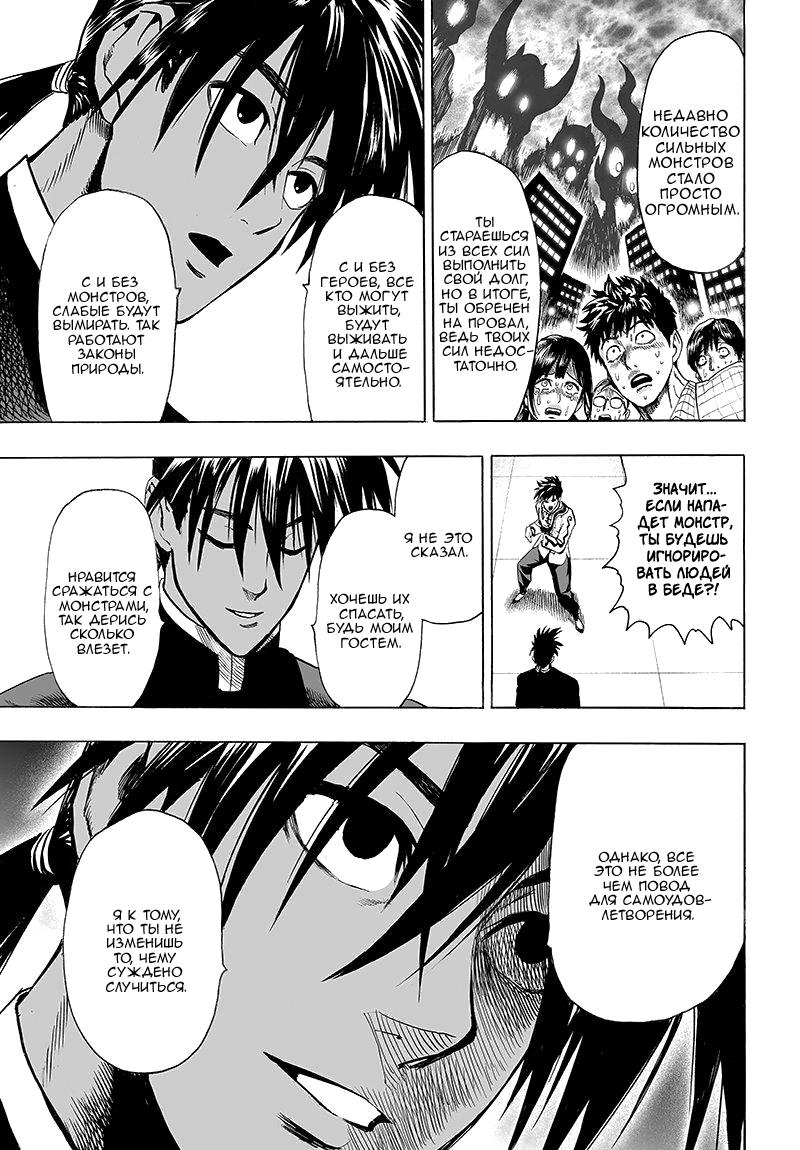 НЕДАВНО
КОЛИЧЕСТВО
СИЛЬНЫХ
МОНСТРОВ
СТАЛО
ПРОСТО
ОГРОМНЫМ.
ТЫ
СТАРАЕШЬСЯ
ИЗ ВСЕХ СИЛ
ВЫПОЛНИТЬ
СВОЙ ДОЛГ,
НО В ИТОГЕ,
ТЫ ОБРЕЧЕН
НА ПРОВАЛ,
ВЕДЬ ТВОИХ
СИЛ НЕДОС-
ТАТОЧНО.
С И БЕЗ
ГЕРОЕВ, ВСЕ
КТО МОГУТ
ВЫЖИТЬ,
БУДУТ
ВЫЖИВАТЬ
И ДАЛЬШЕ
САМОСТО-
ЯТЕЛЬНО.
С И БЕЗ
МОНСТРОВ,
СЛАБЫЕ БУДУТ
ВЫМИРАТЬ. ТАК
РАБОТАЮТ
ЗАКОНЫ
ПРИРОДЫ.
ЗНАЧИТ...
ЕСЛИ НАПА-
ДЕТ МОНСТР,
ТЫ БУДЕШЬ
ИГНОРИРО-
ВАТЬ ЛЮДЕЙ
В БЕДЕ?!
Я НЕ ЭТО
СКАЗАЛ.
ХОЧЕШЬ ИХ
СПАСАТЬ,
БУДЬ МОИМ
ГОСТЕМ.
НРАВИТСЯ
СРАЖАТЬСЯ С
МОНСТРАМИ,
ТАК ДЕРИСЬ
СКОЛЬКО
ВЛЕЗЕТ.
ОДНАКО, ВСЕ
ЭТО НЕ БОЛЕЕ
ЧЕМ ПОВОД
ДЛЯ САМОУДОВ-
ЛЕТВОРЕНИЯ.
Я К ТОМУ,
ЧТО ТЫ НЕ
ИЗМЕНИШЬ
ТО, ЧЕМУ
СУЖДЕНО
СЛУЧИТЬСЯ.